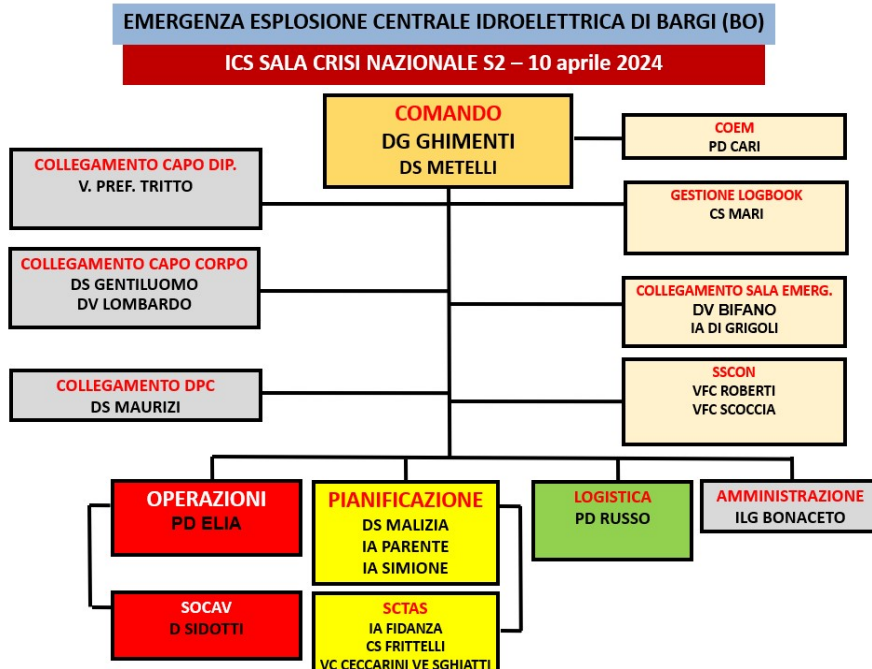 EMERGENZA ESPLOSIONE CENTRALE IDROELETTRICA DI BARGI (BO)
ICS SALA CRISI NAZIONALE S2 – 10 aprile 2024
COMANDO
DG GHIMENTI
DS METELLI
COEM
PD CARI
COLLEGAMENTO CAPO DIP.
V. PREF. TRITTO
GESTIONE LOGBOOK
CS MARI
COLLEGAMENTO CAPO CORPO
DS GENTILUOMO
DV LOMBARDO
COLLEGAMENTO SALA EMERG.
DV BIFANO
IA DI GRIGOLI
COLLEGAMENTO DPC
DS MAURIZI
SSCON
VFC ROBERTI
VFC SCOCCIA
OPERAZIONI
PD ELIA
PIANIFICAZIONE
DS MALIZIA
IA PARENTE
IA SIMIONE
LOGISTICA
PD RUSSO
AMMINISTRAZIONE
ILG BONACETO
SOCAV
D SIDOTTI
SCTAS
IA FIDANZA
CS FRITTELLI
VC CECCARINI VE SGHIATTI